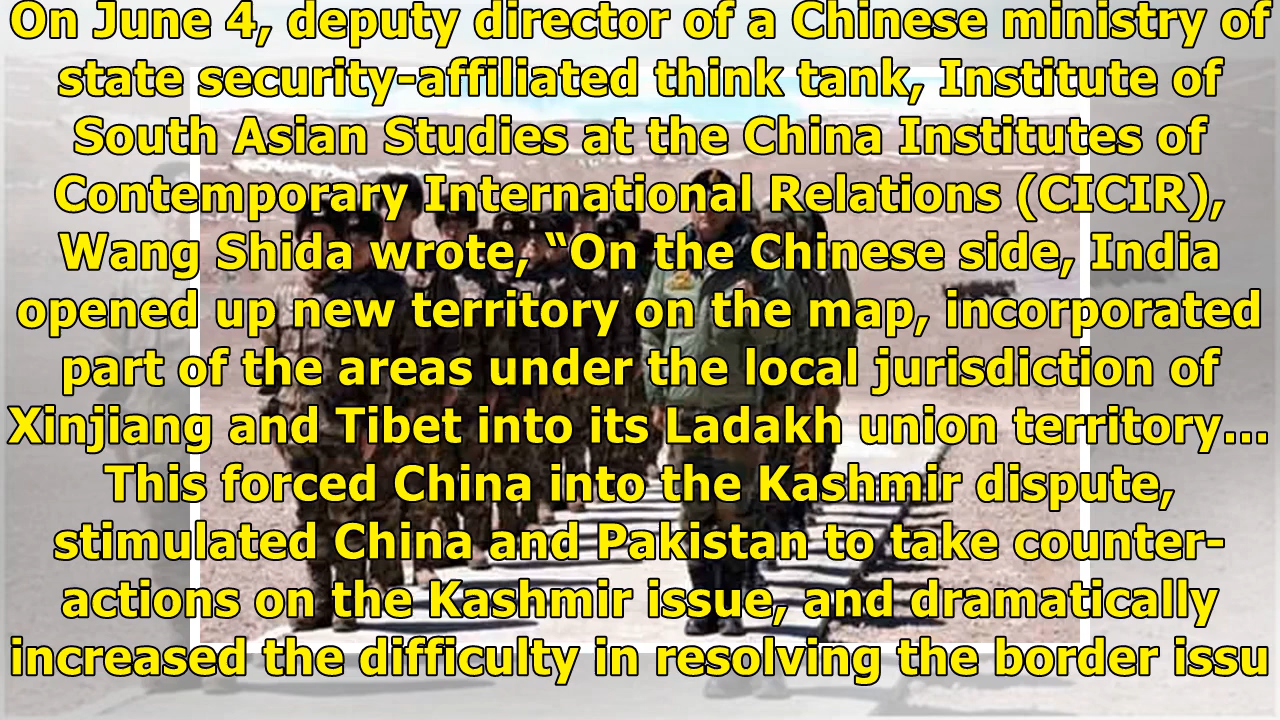 On June 4, deputy director of a Chinese ministry of
state security-affiliated think tank, Institute of
South Asian Studies at the China Institutes of
Contemporary International Relations (CICIR),
Wang Shida wrote, “On the Chinese side, India
opened up new territory on the map, incorporated
part of the areas under the local jurisdiction of
Xinjiang and Tibet into its Ladakh union territory...
This forced China into the Kashmir dispute,
stimulated China and Pakistan to take counter-
actions on the Kashmir issue, and dramatically
increased the difficulty in resolving the border issu